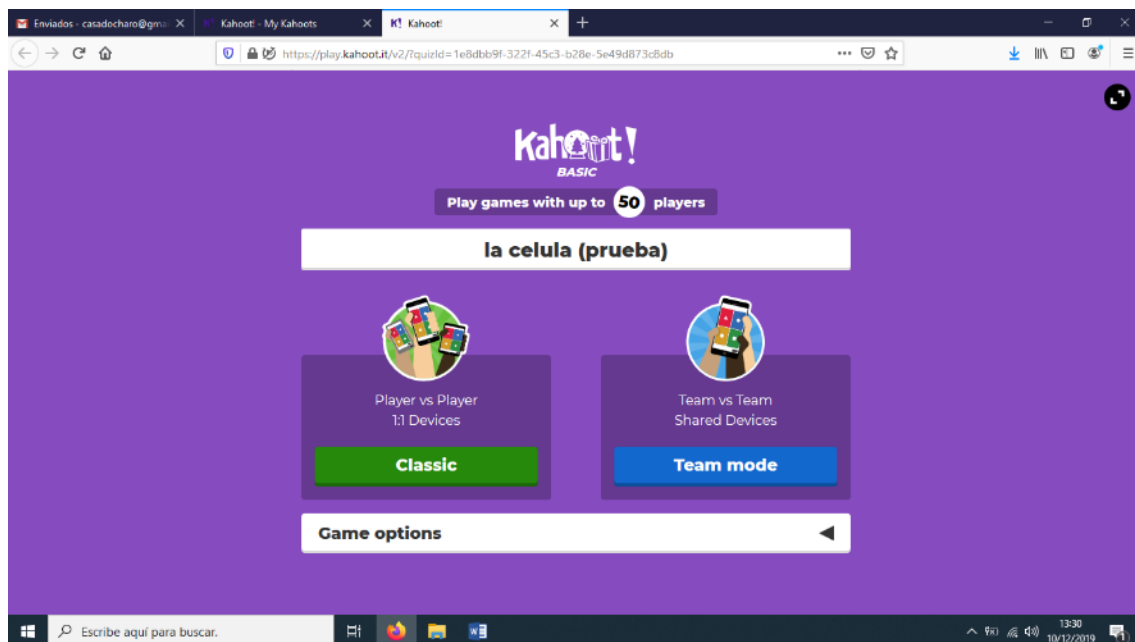 Enviados - casadocharo@gmai
Kahoot! - My Kahoots
K! Kahoot!
https://play.kahoot.it/v2/?quizId=1e8dbb9f-322f-45c3-b28e-5e49d873c8db
Kahoot!
BASIC
Play games with up to 50 players
la celula (prueba)
Player vs Player
1:1 Devices
Classic
Team vs Team
Shared Devices
Team mode
Game options
Escribe aquí para buscar.
13:30
10/12/2019